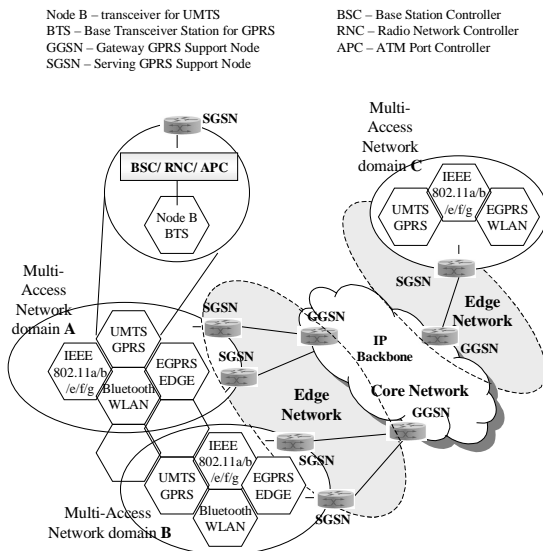 Node B – transceiver for UMTS
BTS – Base Transceiver Station for GPRS
GGSN – Gateway GPRS Support Node
SGSN – Serving GPRS Support Node
BSC – Base Station Controller
RNC – Radio Network Controller
APC – ATM Port Controller
SGSN
BSC/ RNC/ APC
Node B
BTS
Multi-
Access
Network
domain C
IEEE
802.11a/b
/e/f/g
UMTS
GPRS
EGPRS
WLAN
SGSN
Edge
Network
GGSN
Multi-
Access
Network
domain A
UMTS
GPRS
IEEE
802.11a/b
/e/f/g
EGPRS
EDGE
Bluetooth
WLAN
SGSN
SGSN
GGSN
IP
Backbone
Core Network
GGSN
Edge
Network
SGSN
IEEE
802.11a/b
/e/f/g
UMTS
GPRS
EGPRS
EDGE
Bluetooth
WLAN
SGSN
Multi-Access
Network domain B